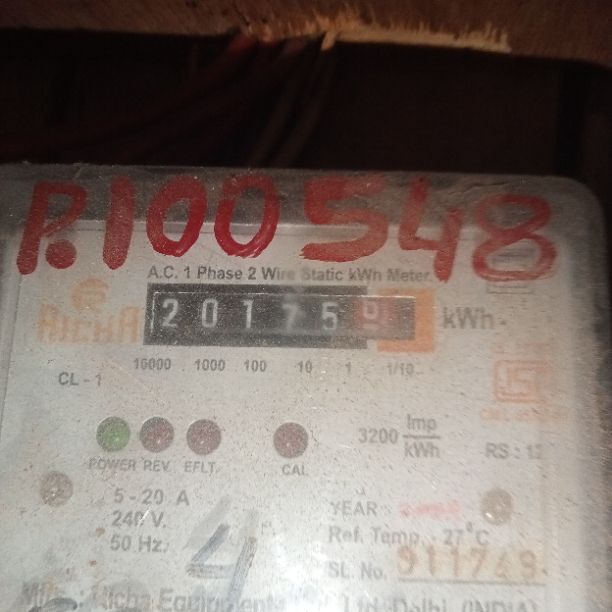 P.100548
A.C. 1 Phase 2 Wire Static kWh Meter.
RICHA
20175
kWh
10000 1000 100 10 1 1/10
CL - 1
3200 Imp/kWh
POWER REV. EFLT. CAL
5 - 20 A
240 V.
50 Hz.
4
YEAR
Ref. Temp. - 27°C
SL. No. 911749